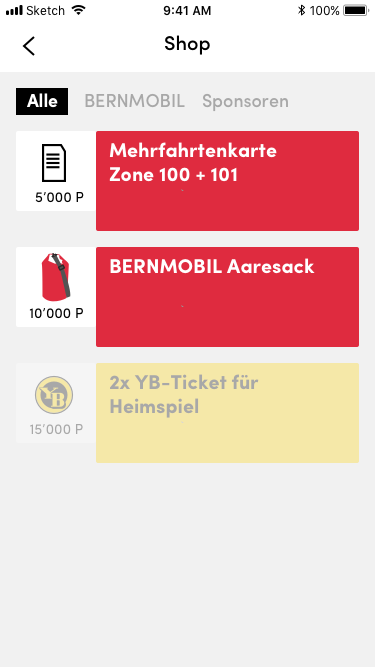 Sketch 9:41 AM 100%
Shop
Alle BERNMOBIL Sponsoren
Mehrfahrtenkarte
Zone 100 + 101
5’000 P
BERNMOBIL Aaresack
10’000 P
2x YB-Ticket für
Heimspiel
YB
15’000 P